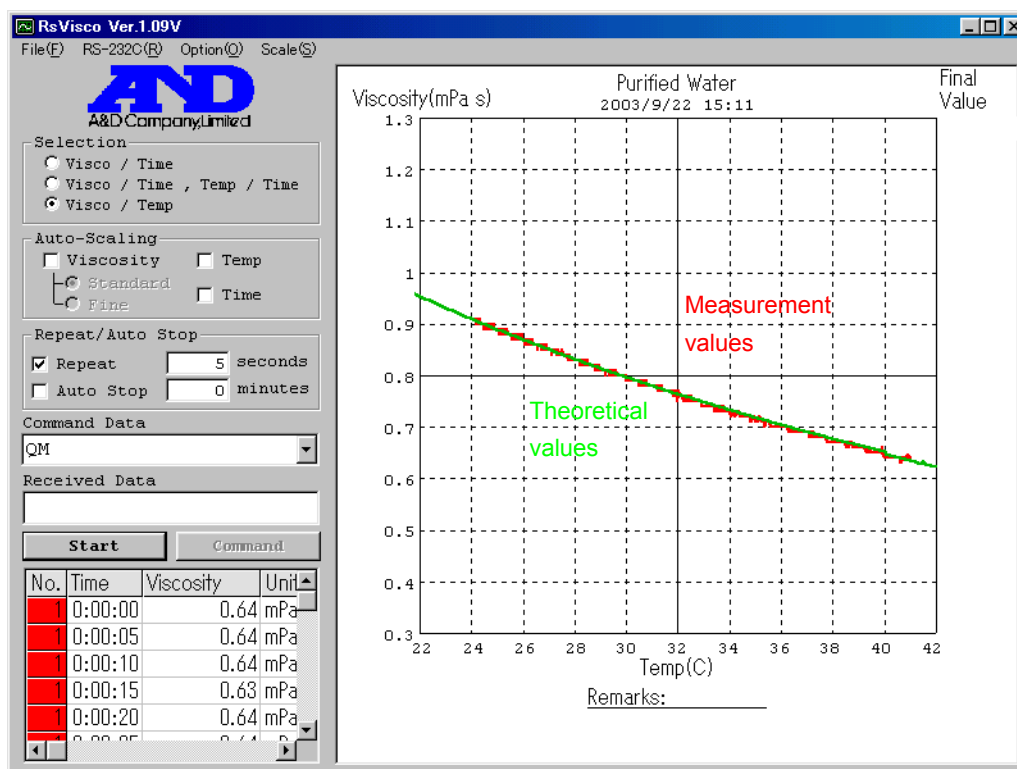 RsVisco Ver.1.09V
File(F) RS-232C(R) Option(O) Scale(S)
AND
A&D Company,Limited
Selection
Visco / Time
Visco / Time , Temp / Time
Visco / Temp
Auto-Scaling
Viscosity Temp
Standard
Fine
Time
Repeat/Auto Stop
Repeat 5 seconds
Auto Stop 0 minutes
Command Data
QM
Received Data
Start Command
No. Time Viscosity Unit
1 0:00:00 0.64 mPa
1 0:00:05 0.64 mPa
1 0:00:10 0.64 mPa
1 0:00:15 0.63 mPa
1 0:00:20 0.64 mPa
Purified Water
2003/9/22 15:11
Final
Value
Viscosity(mPa s)
1.3
1.2
1.1
1
0.9
0.8
0.7
0.6
0.5
0.4
0.3
Measurement
values
Theoretical
values
22 24 26 28 30 32 34 36 38 40 42
Temp(C)
Remarks: